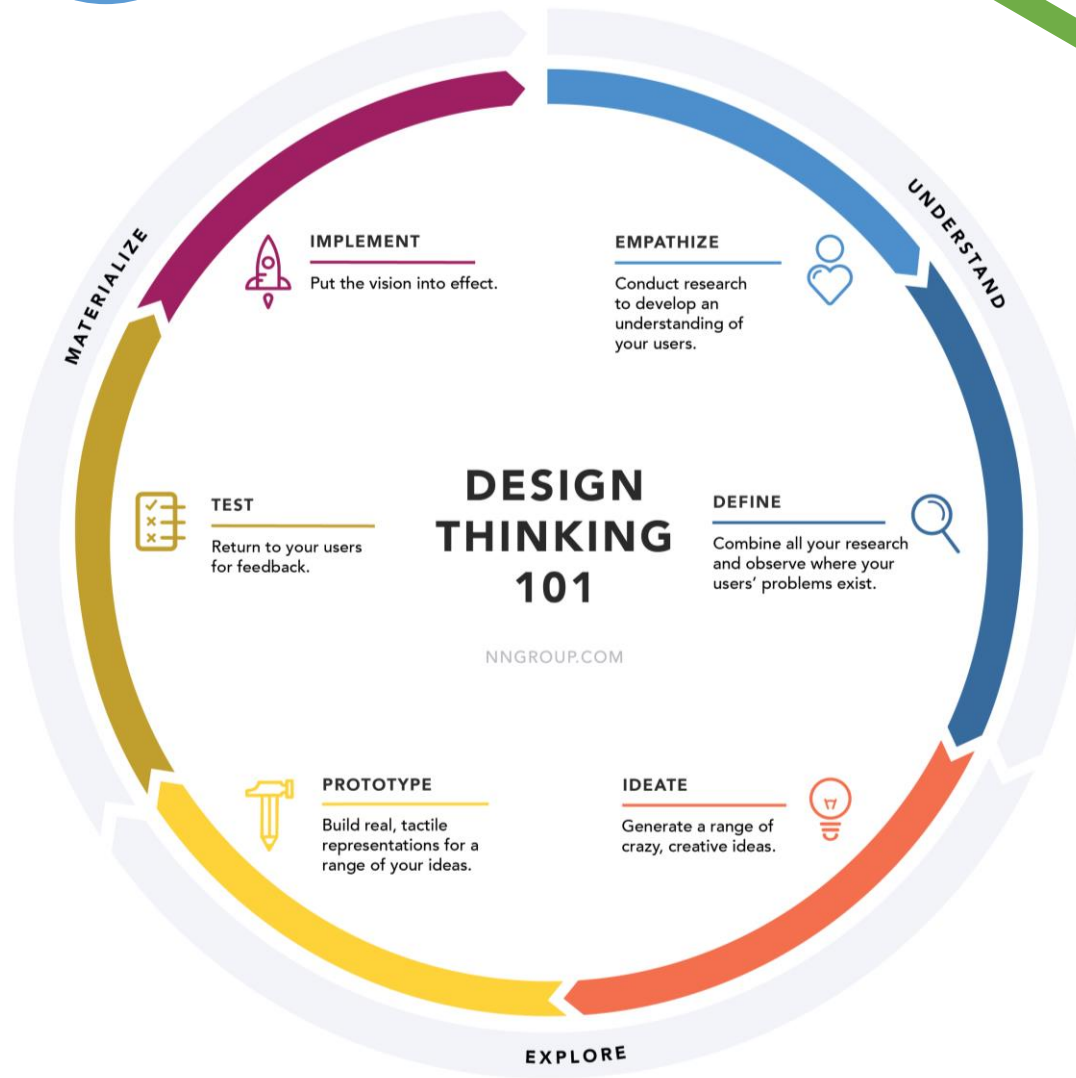 UNDERSTAND
EMPATHIZE
Conduct research
to develop an
understanding of
your users.
DEFINE
Combine all your research
and observe where your
users’ problems exist.
EXPLORE
IDEATE
Generate a range of
crazy, creative ideas.
PROTOTYPE
Build real, tactile
representations for a
range of your ideas.
MATERIALIZE
TEST
Return to your users
for feedback.
IMPLEMENT
Put the vision into effect.
DESIGN
THINKING
101
NNGROUP.COM